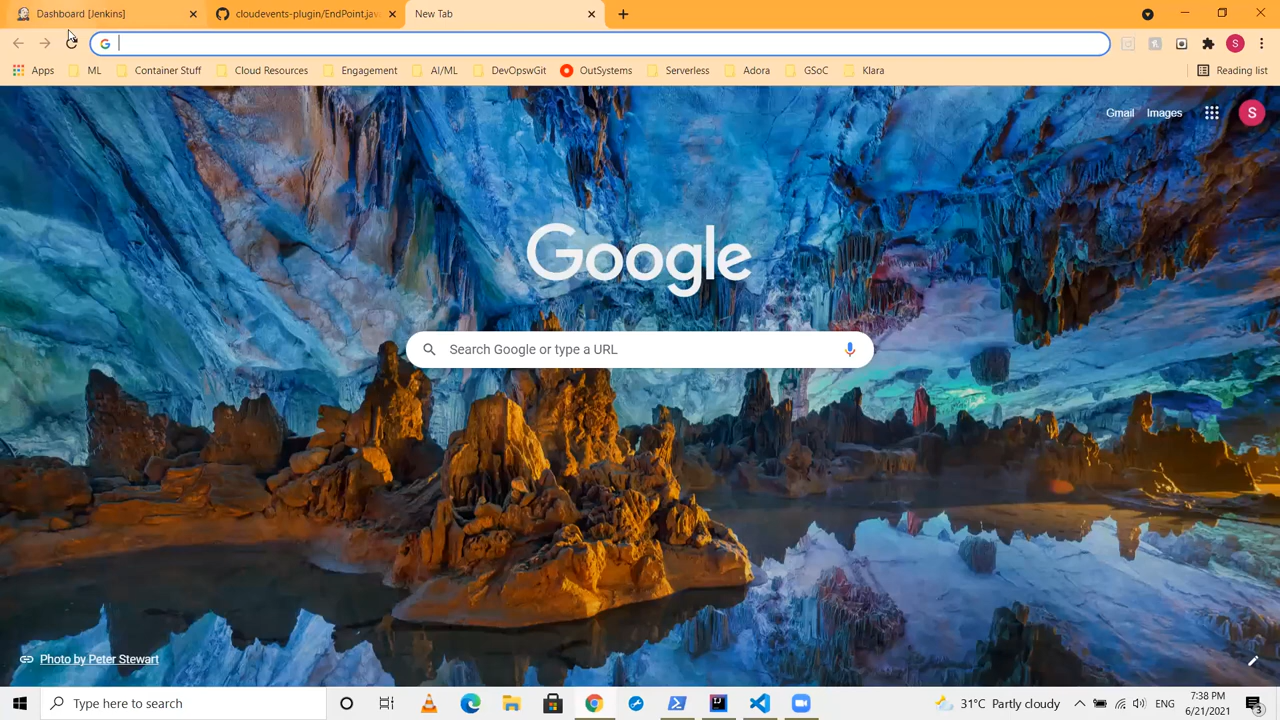 Dashboard [Jenkins]
cloudevents-plugin/EndPoint.jav
New Tab
Apps
ML
Container Stuff
Cloud Resources
Engagement
AI/ML
DevOpswGit
OutSystems
Serverless
Adora
GSoC
Klara
Reading list
S
Gmail
Images
S
Google
Search Google or type a URL
Photo by Peter Stewart
Type here to search
31°C Partly cloudy
ENG
7:38 PM
6/21/2021
3